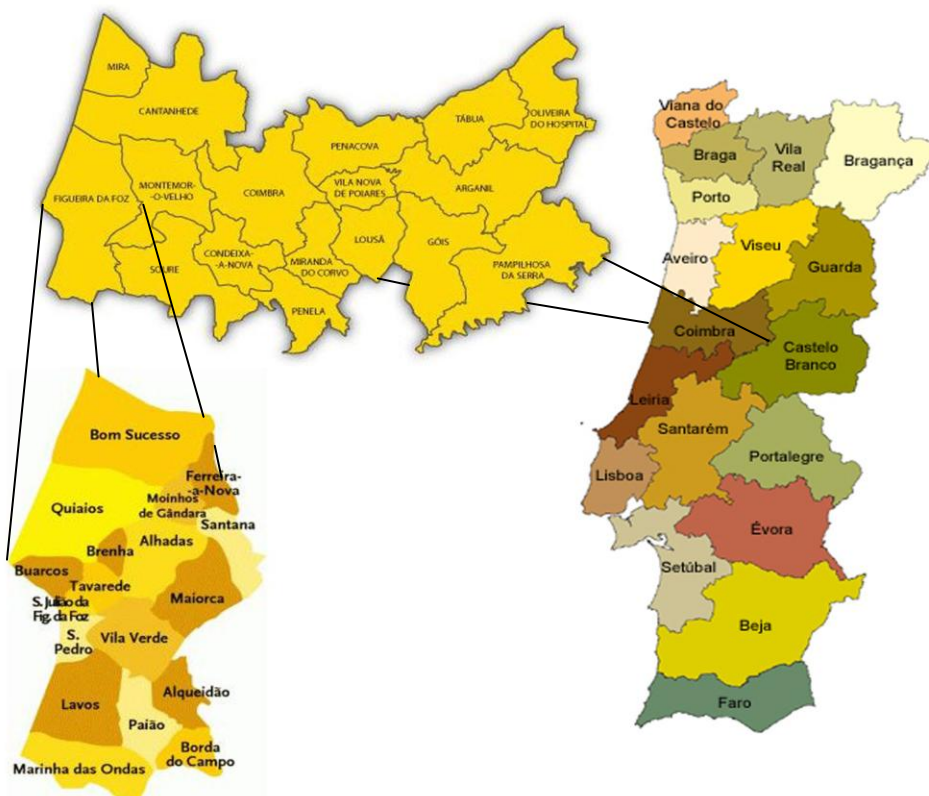 MIRA
CANTANHEDE
TÁBUA
OLIVEIRA
DO HOSPITAL
PENACOVA
MONTEMOR-
-O-VELHO
COIMBRA
VILA NOVA
DE POIARES
ARGANIL
FIGUEIRA DA FOZ
LOUSÃ
GÓIS
SOURE
CONDEIXA-
-A-NOVA
MIRANDA
DO CORVO
PAMPILHOSA
DA SERRA
PENELA
Viana do
Castelo
Braga
Vila
Real
Bragança
Porto
Aveiro
Viseu
Guarda
Coimbra
Castelo
Branco
Leiria
Santarém
Lisboa
Portalegre
Évora
Setúbal
Beja
Faro
Bom Sucesso
Ferreira-
-a-Nova
Quiaios
Moinhos
de Gândara
Santana
Alhadas
Brenha
Buarcos
Tavarede
Maiorca
S. Julião da
Fig. da Foz
S.
Pedro
Vila Verde
Lavos
Alqueidão
Paião
Borda
do Campo
Marinha das Ondas